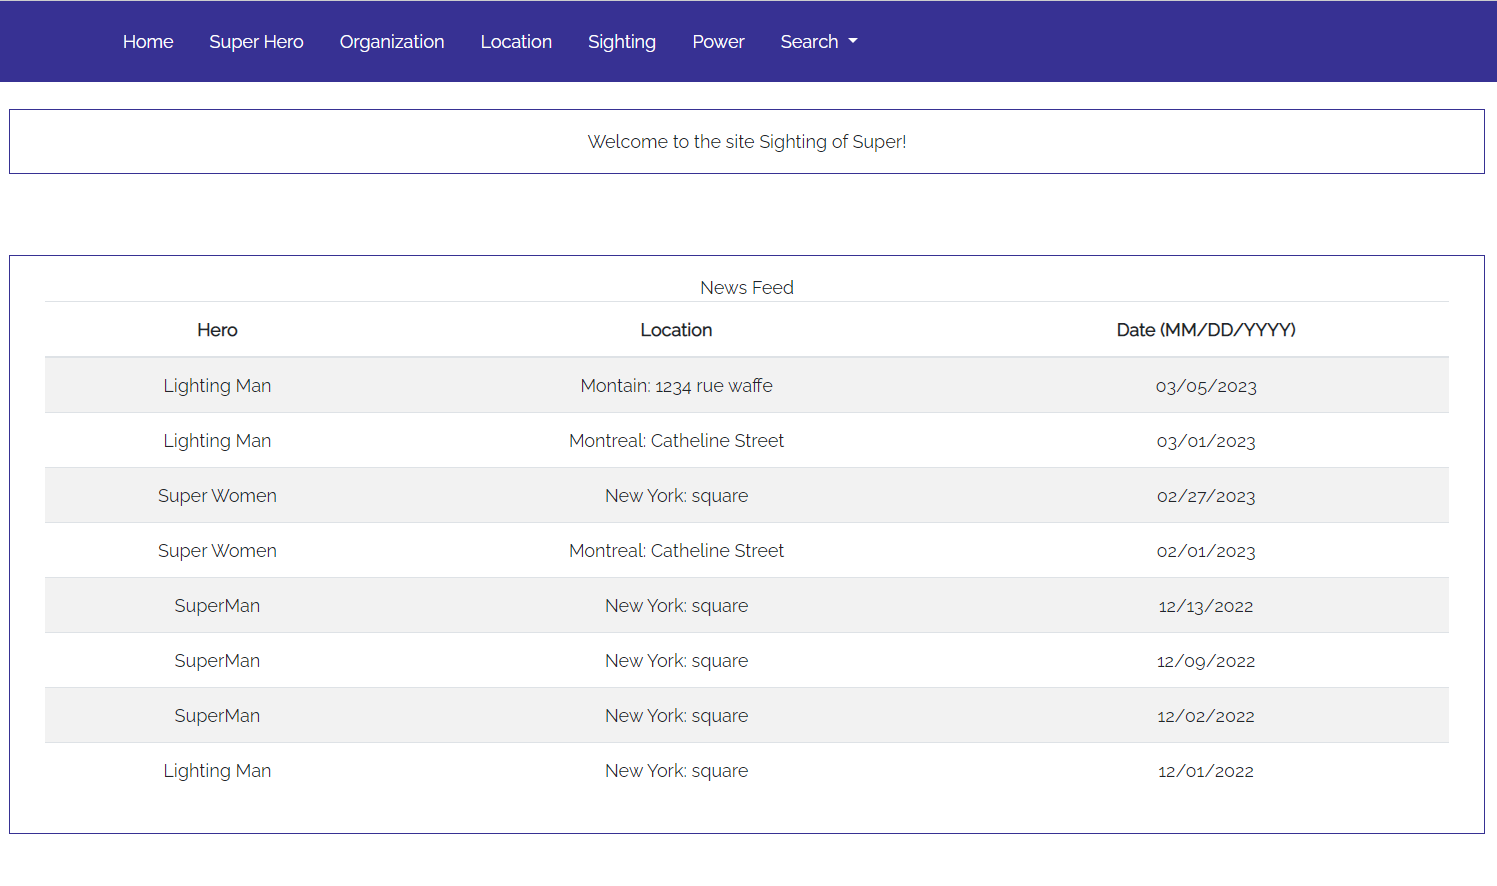 Home Super Hero Organization Location Sighting Power Search
Welcome to the site Sighting of Super!
News Feed
Hero Location Date (MM/DD/YYYY)
Lighting Man Montain: 1234 rue waffe 03/05/2023
Lighting Man Montreal: Catheline Street 03/01/2023
Super Women New York: square 02/27/2023
Super Women Montreal: Catheline Street 02/01/2023
SuperMan New York: square 12/13/2022
SuperMan New York: square 12/09/2022
SuperMan New York: square 12/02/2022
Lighting Man New York: square 12/01/2022